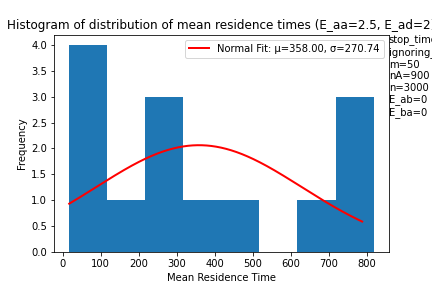 Histogram of distribution of mean residence times (E_aa=2.5, E_ad=2
stop_time
ignoring_
m=50
nA=900
n=3000
E_ab=0
E_ba=0
Normal Fit: μ=358.00, σ=270.74
Frequency
4.0
3.5
3.0
2.5
2.0
1.5
1.0
0.5
0.0
0 100 200 300 400 500 600 700 800
Mean Residence Time